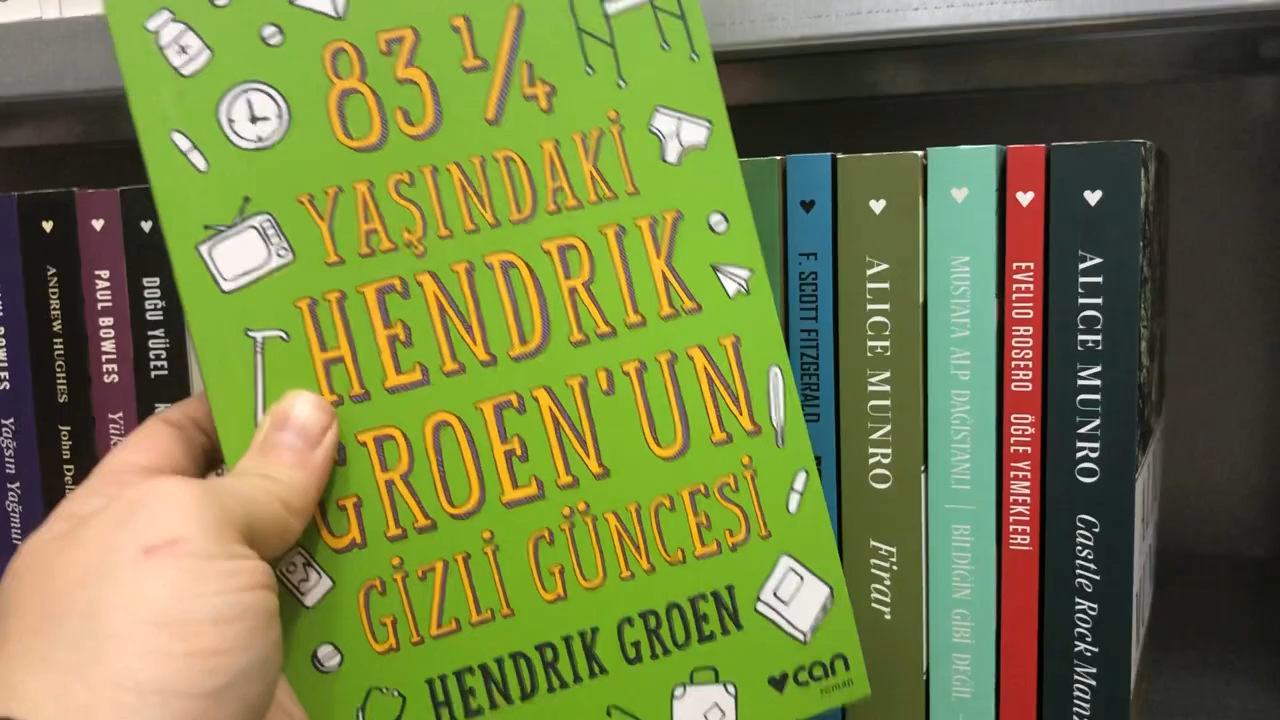 83 1/4
YAŞINDAKİ
HENDRIK
GROEN'UN
GİZLİ GÜNCESİ
HENDRIK GROEN
can
roman
Yağsın Yağmur
ANDREW HUGHES John
PAUL BOWLES
DOĞU YÜCEL
F. SCOTT FITZGERALD
ALICE MUNRO Firar
MUSTAFA ALP DAĞISTANLI | BİLDİĞİN GİBİ DEĞİL
EVELIO ROSERO ÖĞLE YEMEKLERİ
ALICE MUNRO Castle Rock